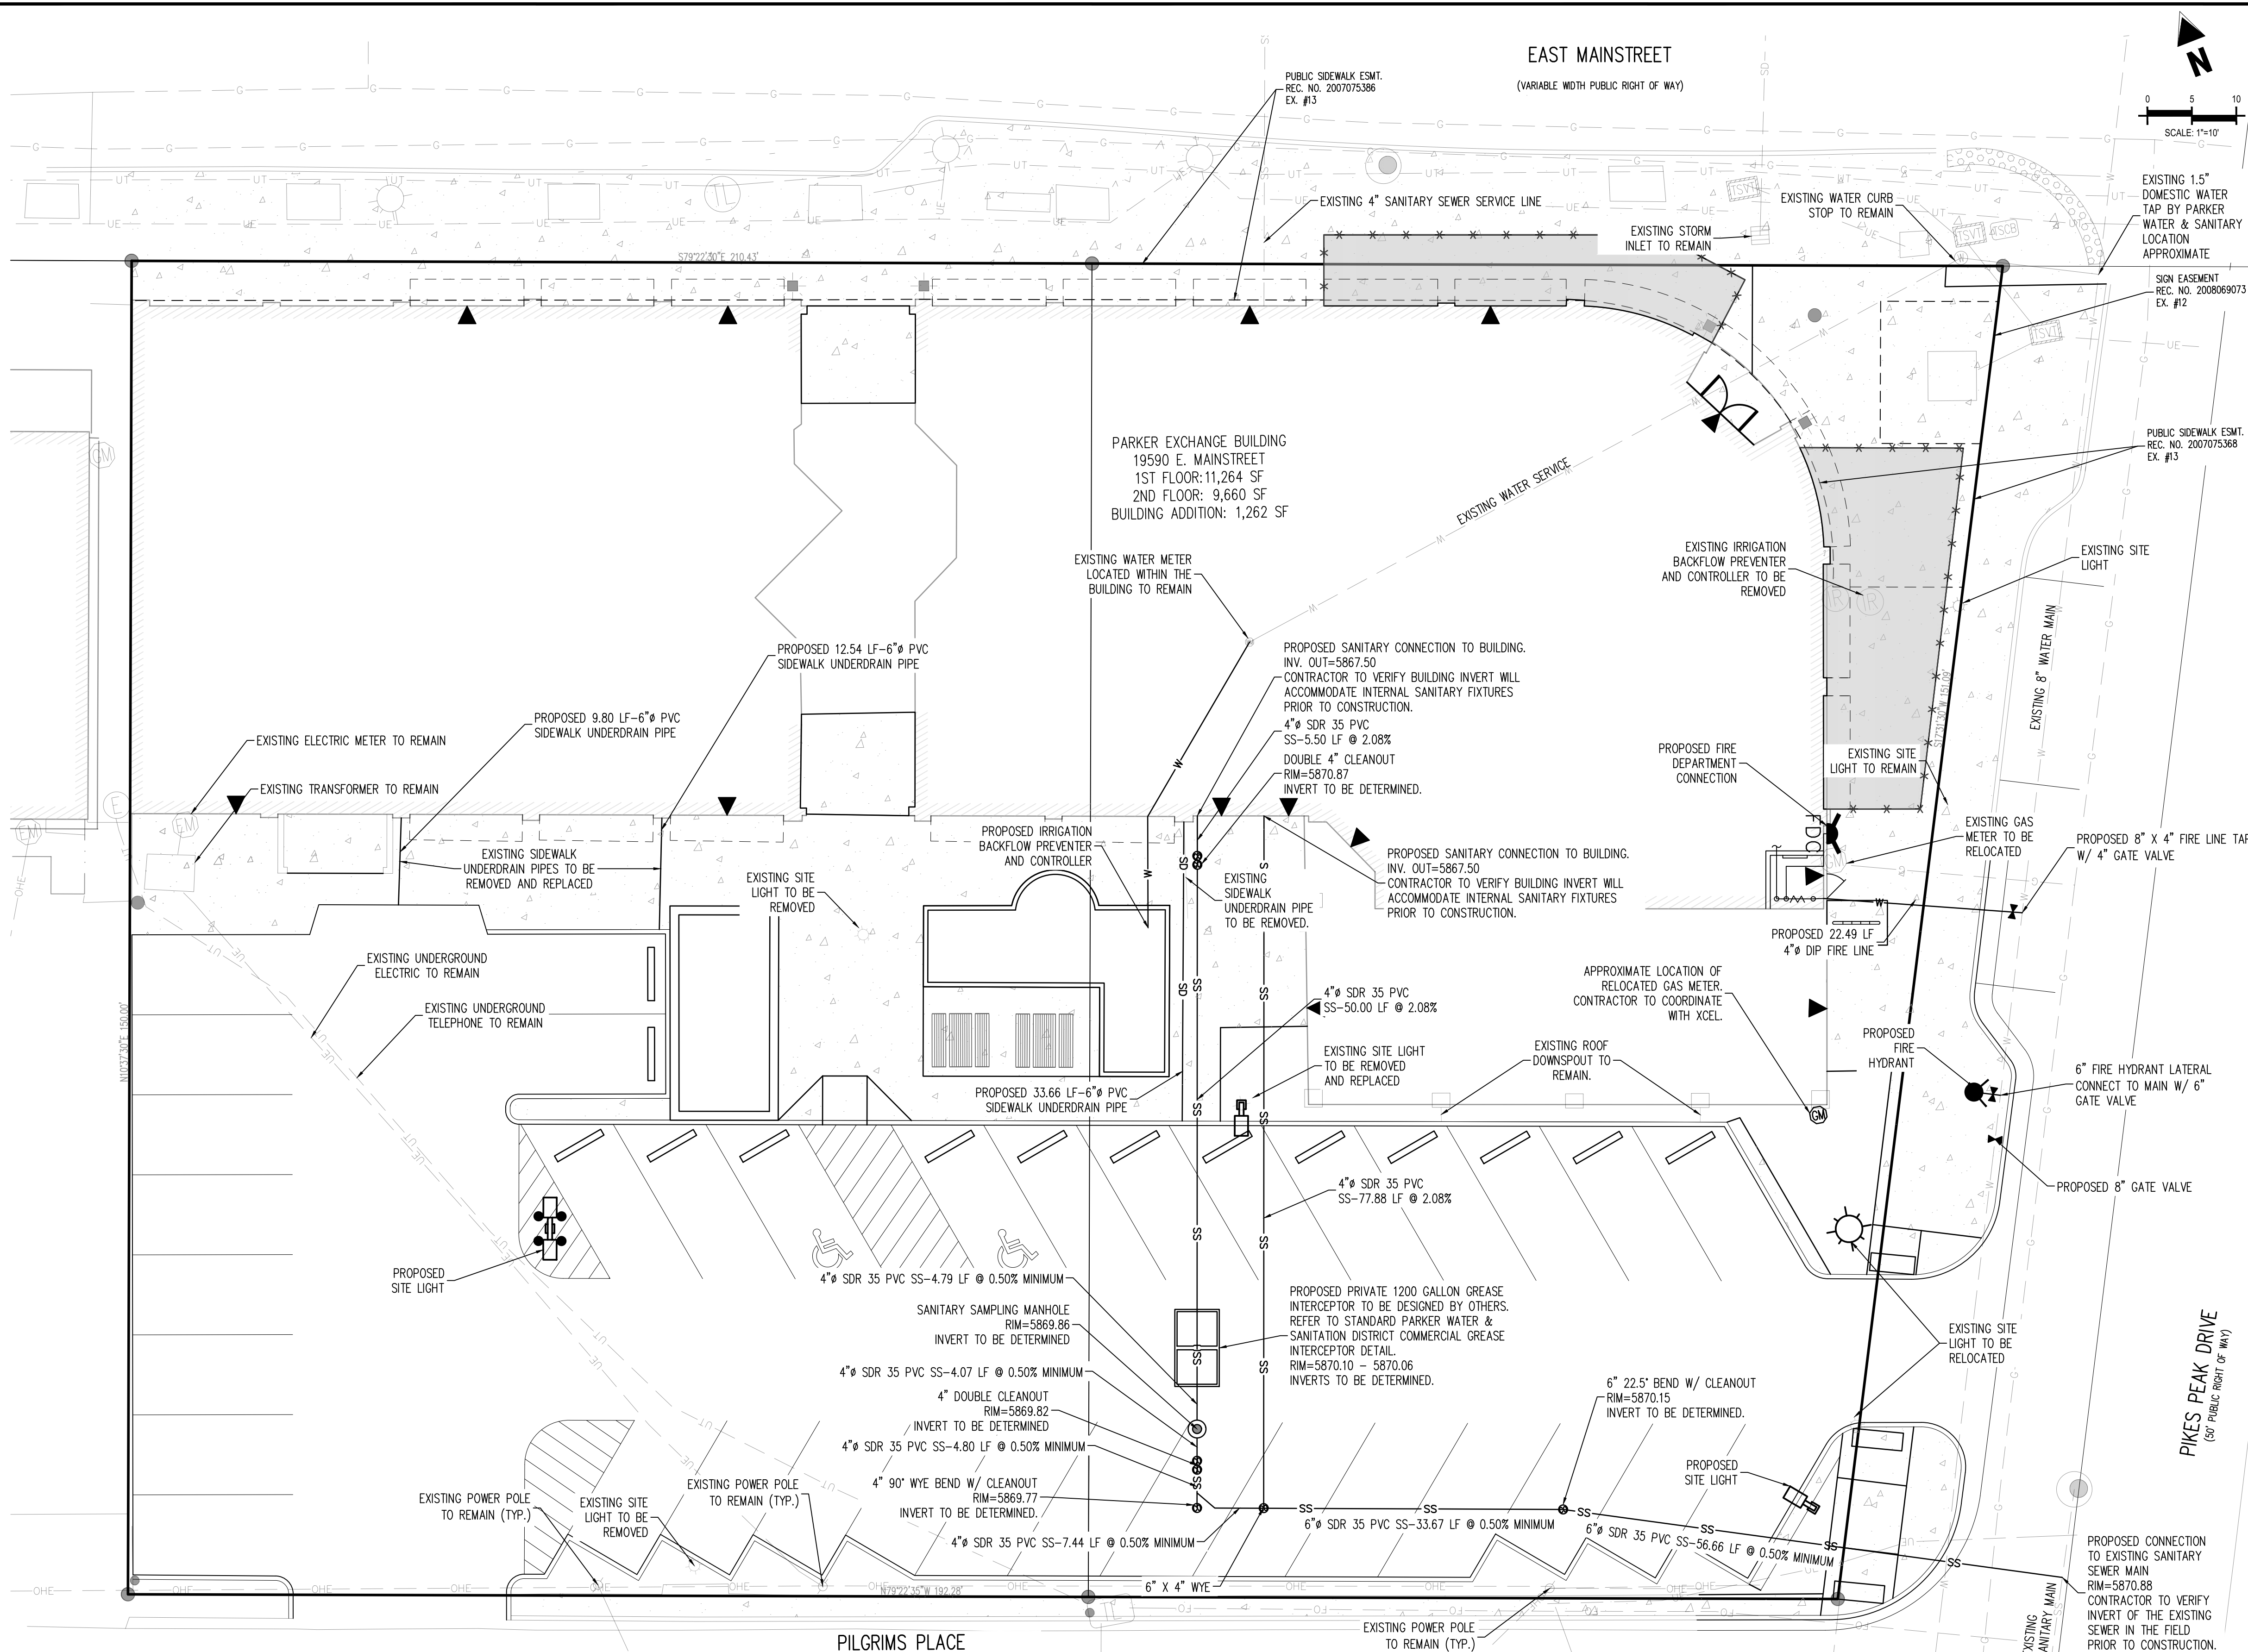 EAST MAINSTREET
(VARIABLE WIDTH PUBLIC RIGHT OF WAY)
N
0 5 10
SCALE: 1"=10'
PUBLIC SIDEWALK ESMT.
REC. NO. 2007075386
EX. #13
EXISTING 4" SANITARY SEWER SERVICE LINE
EXISTING STORM
INLET TO REMAIN
EXISTING WATER CURB
STOP TO REMAIN
EXISTING 1.5"
DOMESTIC WATER
TAP BY PARKER
WATER & SANITARY
LOCATION
APPROXIMATE
SIGN EASEMENT
REC. NO. 2008069073
EX. #12
S79°22'30"E 210.43'
PUBLIC SIDEWALK ESMT.
REC. NO. 2007075368
EX. #13
PARKER EXCHANGE BUILDING
19590 E. MAINSTREET
1ST FLOOR: 11,264 SF
2ND FLOOR: 9,660 SF
BUILDING ADDITION: 1,262 SF
EXISTING WATER SERVICE
EXISTING WATER METER
LOCATED WITHIN THE
BUILDING TO REMAIN
EXISTING IRRIGATION
BACKFLOW PREVENTER
AND CONTROLLER TO BE
REMOVED
EXISTING SITE
LIGHT
EXISTING 8" WATER MAIN
S17°31'30"W 151.09'
PROPOSED 12.54 LF-6"ø PVC
SIDEWALK UNDERDRAIN PIPE
PROPOSED SANITARY CONNECTION TO BUILDING.
INV. OUT=5867.50
CONTRACTOR TO VERIFY BUILDING INVERT WILL
ACCOMMODATE INTERNAL SANITARY FIXTURES
PRIOR TO CONSTRUCTION.
4"ø SDR 35 PVC
SS-5.50 LF @ 2.08%
DOUBLE 4" CLEANOUT
RIM=5870.87
INVERT TO BE DETERMINED.
PROPOSED 9.80 LF-6"ø PVC
SIDEWALK UNDERDRAIN PIPE
EXISTING ELECTRIC METER TO REMAIN
EXISTING TRANSFORMER TO REMAIN
PROPOSED FIRE
DEPARTMENT
CONNECTION
EXISTING SITE
LIGHT TO REMAIN
FDC
EXISTING GAS
METER TO BE
RELOCATED
PROPOSED 8" X 4" FIRE LINE TAP
W/ 4" GATE VALVE
EXISTING SIDEWALK
UNDERDRAIN PIPES TO BE
REMOVED AND REPLACED
EXISTING SITE
LIGHT TO BE
REMOVED
PROPOSED IRRIGATION
BACKFLOW PREVENTER
AND CONTROLLER
EXISTING
SIDEWALK
UNDERDRAIN PIPE
TO BE REMOVED.
PROPOSED SANITARY CONNECTION TO BUILDING.
INV. OUT=5867.50
CONTRACTOR TO VERIFY BUILDING INVERT WILL
ACCOMMODATE INTERNAL SANITARY FIXTURES
PRIOR TO CONSTRUCTION.
PROPOSED 22.49 LF
4"ø DIP FIRE LINE
EXISTING UNDERGROUND
ELECTRIC TO REMAIN
EXISTING UNDERGROUND
TELEPHONE TO REMAIN
4"ø SDR 35 PVC
SS-50.00 LF @ 2.08%
APPROXIMATE LOCATION OF
RELOCATED GAS METER.
CONTRACTOR TO COORDINATE
WITH XCEL.
N10°37'30"E 150.00'
PROPOSED
FIRE
HYDRANT
6" FIRE HYDRANT LATERAL
CONNECT TO MAIN W/ 6"
GATE VALVE
EXISTING SITE LIGHT
TO BE REMOVED
AND REPLACED
EXISTING ROOF
DOWNSPOUT TO
REMAIN.
PROPOSED 33.66 LF-6"ø PVC
SIDEWALK UNDERDRAIN PIPE
GM
PROPOSED 8" GATE VALVE
4"ø SDR 35 PVC
SS-77.88 LF @ 2.08%
PROPOSED
SITE LIGHT
4"ø SDR 35 PVC SS-4.79 LF @ 0.50% MINIMUM
SANITARY SAMPLING MANHOLE
RIM=5869.86
INVERT TO BE DETERMINED
PROPOSED PRIVATE 1200 GALLON GREASE
INTERCEPTOR TO BE DESIGNED BY OTHERS.
REFER TO STANDARD PARKER WATER &
SANITATION DISTRICT COMMERCIAL GREASE
INTERCEPTOR DETAIL.
RIM=5870.10 - 5870.06
INVERTS TO BE DETERMINED.
EXISTING SITE
LIGHT TO BE
RELOCATED
PIKES PEAK DRIVE
(50' PUBLIC RIGHT OF WAY)
4"ø SDR 35 PVC SS-4.07 LF @ 0.50% MINIMUM
4" DOUBLE CLEANOUT
RIM=5869.82
INVERT TO BE DETERMINED
6" 22.5° BEND W/ CLEANOUT
RIM=5870.15
INVERT TO BE DETERMINED.
4"ø SDR 35 PVC SS-4.80 LF @ 0.50% MINIMUM
4" 90° WYE BEND W/ CLEANOUT
RIM=5869.77
INVERT TO BE DETERMINED.
PROPOSED
SITE LIGHT
EXISTING POWER POLE
TO REMAIN (TYP.)
EXISTING SITE
LIGHT TO BE
REMOVED
EXISTING POWER POLE
TO REMAIN (TYP.)
4"ø SDR 35 PVC SS-7.44 LF @ 0.50% MINIMUM
6"ø SDR 35 PVC SS-33.67 LF @ 0.50% MINIMUM
6"ø SDR 35 PVC SS-56.66 LF @ 0.50% MINIMUM
6" X 4" WYE
N79°22'35"W 192.28'
PROPOSED CONNECTION
TO EXISTING SANITARY
SEWER MAIN
RIM=5870.88
CONTRACTOR TO VERIFY
INVERT OF THE EXISTING
SEWER IN THE FIELD
PRIOR TO CONSTRUCTION.
PILGRIMS PLACE
EXISTING POWER POLE
TO REMAIN (TYP.)